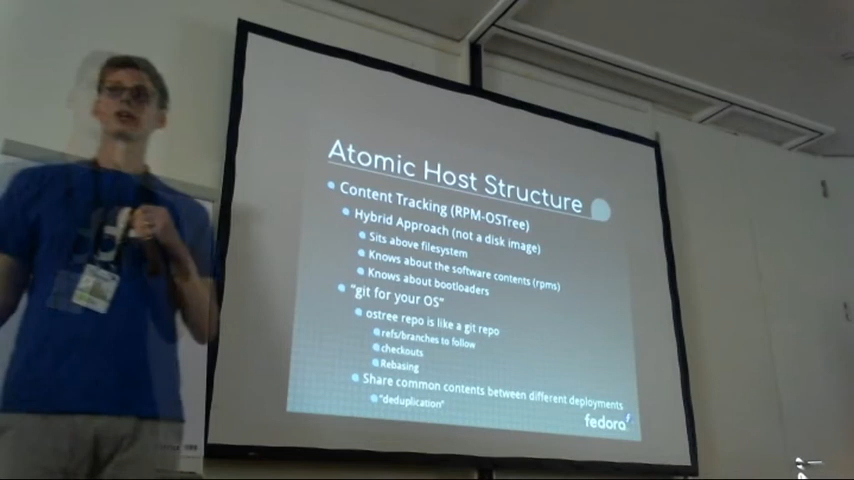 Atomic Host Structure
Content Tracking (RPM-OSTree)
Hybrid Approach (not a disk image)
Sits above filesystem
Knows about the software contents (rpms)
Knows about bootloaders
"git for your OS"
ostree repo is like a git repo
refs/branches to follow
checkouts
Rebasing
Share common contents between different deployments
"deduplication"
fedora